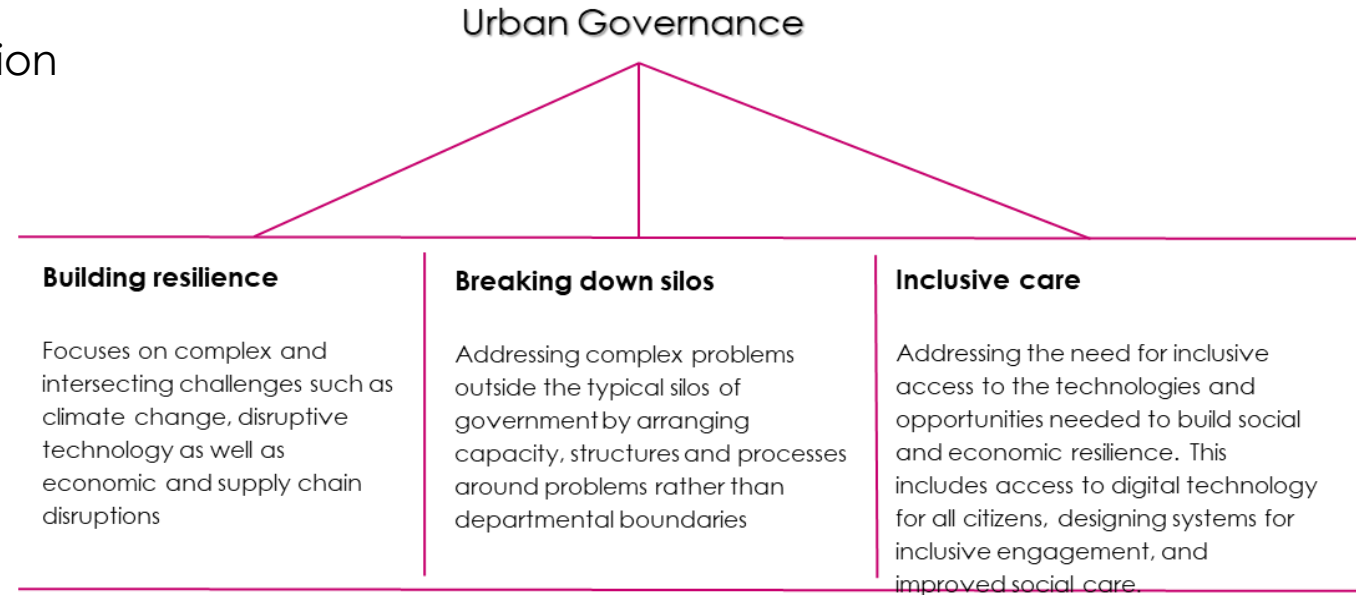 Urban Governance
ion
Building resilience
Focuses on complex and
intersecting challenges such as
climate change, disruptive
technology as well as
economic and supply chain
disruptions
Breaking down silos
Addressing complex problems
outside the typical silos of
government by arranging
capacity, structures and processes
around problems rather than
departmental boundaries
Inclusive care
Addressing the need for inclusive
access to the technologies and
opportunities needed to build social
and economic resilience. This
includes access to digital technology
for all citizens, designing systems for
inclusive engagement, and
improved social care.